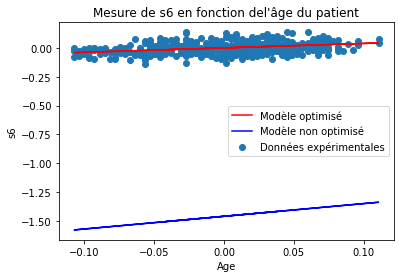 Mesure de s6 en fonction del'âge du patient
0.00
−0.25
−0.50
−0.75
−1.00
−1.25
−1.50
s6
Modèle optimisé
Modèle non optimisé
Données expérimentales
−0.10
−0.05
0.00
0.05
0.10
Age